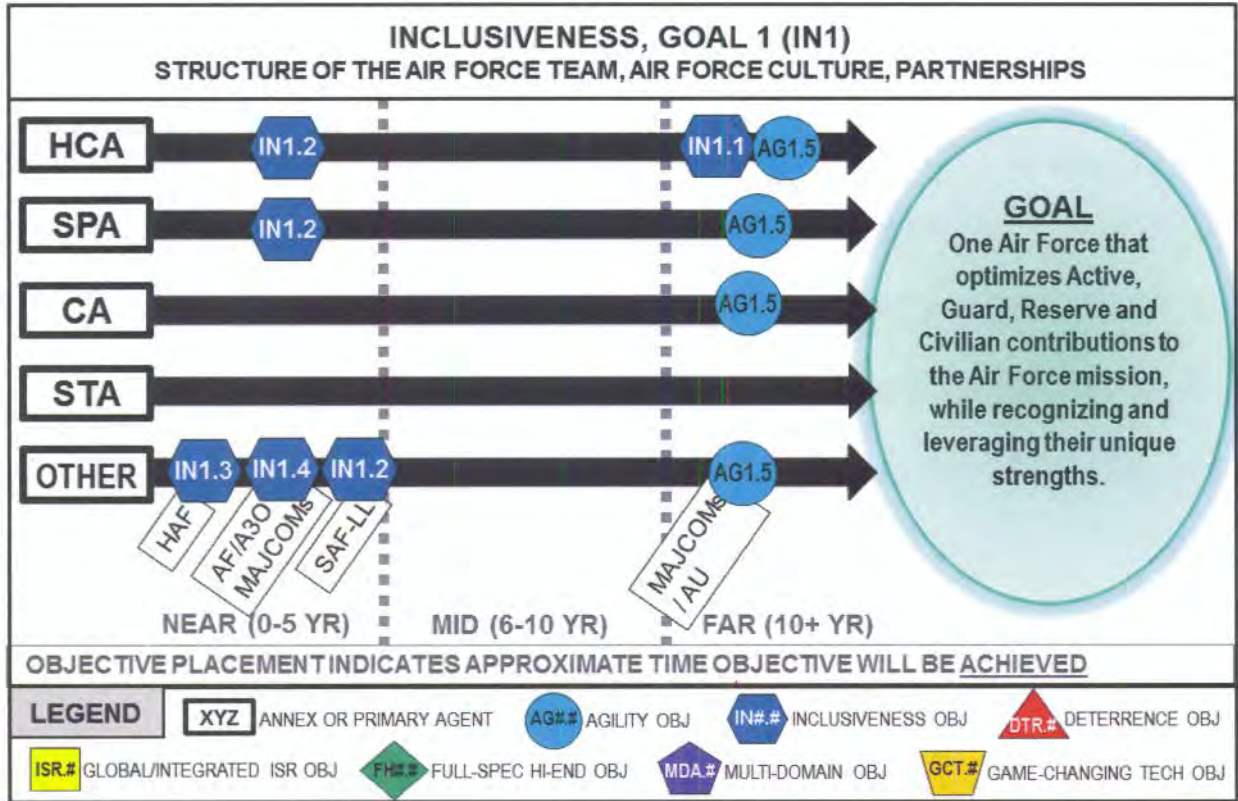 INCLUSIVENESS, GOAL 1 (IN1)
STRUCTURE OF THE AIR FORCE TEAM, AIR FORCE CULTURE, PARTNERSHIPS
HCA
IN1.2
IN1.1
AG1.5
SPA
IN1.2
AG1.5
CA
AG1.5
STA
OTHER
IN1.3
IN1.4
IN1.2
AG1.5
HAF
AF/A3O
MAJCOMs
SAF-LL
MAJCOMs
/ AU
GOAL
One Air Force that
optimizes Active,
Guard, Reserve and
Civilian contributions to
the Air Force mission,
while recognizing and
leveraging their unique
strengths.
NEAR (0-5 YR)
MID (6-10 YR)
FAR (10+ YR)
OBJECTIVE PLACEMENT INDICATES APPROXIMATE TIME OBJECTIVE WILL BE ACHIEVED
LEGEND
XYZ ANNEX OR PRIMARY AGENT
AG#.# AGILITY OBJ
IN#.# INCLUSIVENESS OBJ
DTR.# DETERRENCE OBJ
ISR.# GLOBAL/INTEGRATED ISR OBJ
FH#.# FULL-SPEC HI-END OBJ
MDA.# MULTI-DOMAIN OBJ
GCT.# GAME-CHANGING TECH OBJ